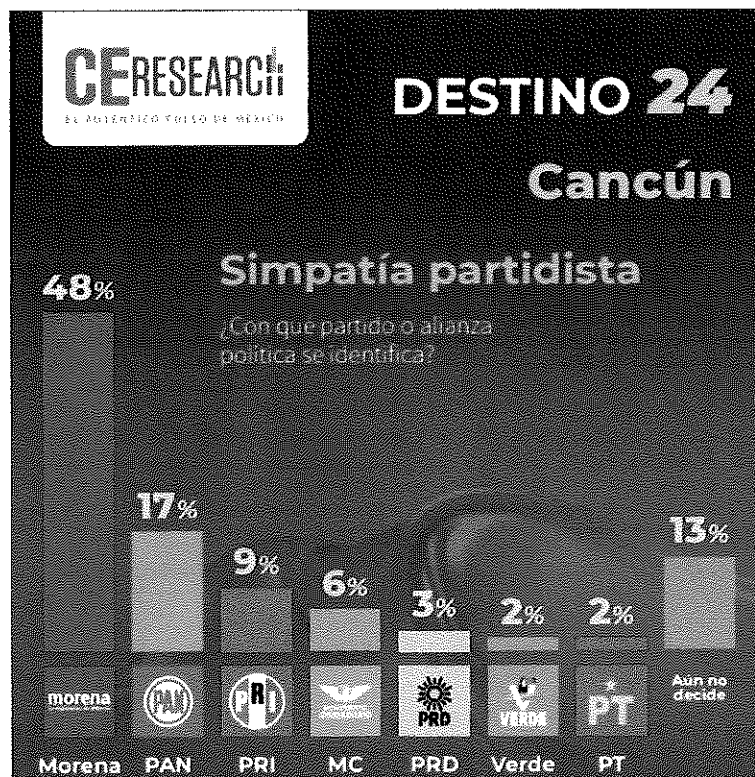 CERESEARCH
EL AUTÉNTICO PULSO DE MÉXICO
DESTINO 24
Cancún
Simpatía partidista
¿Con que partido o alianza
política se identifica?
48%
17%
9%
6%
3%
2%
2%
13%
morena
PAN
PRI
PRD
VERDE
PT
Aún no
decide
Morena
PAN
PRI
MC
PRD
Verde
PT